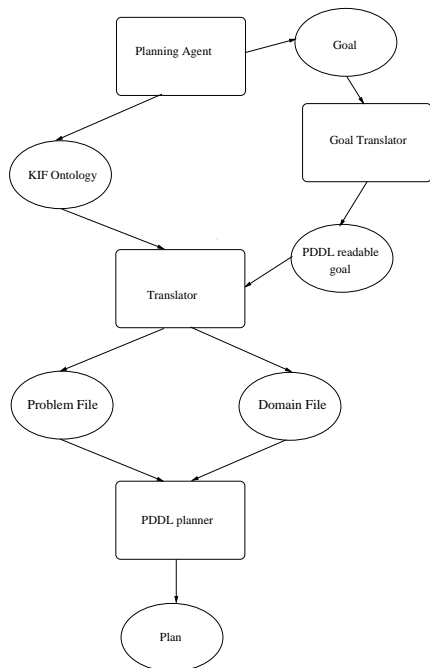 Goal
Planning Agent
Goal Translator
KIF Ontology
PDDL readable
goal
Translator
Problem File
Domain File
PDDL planner
Plan